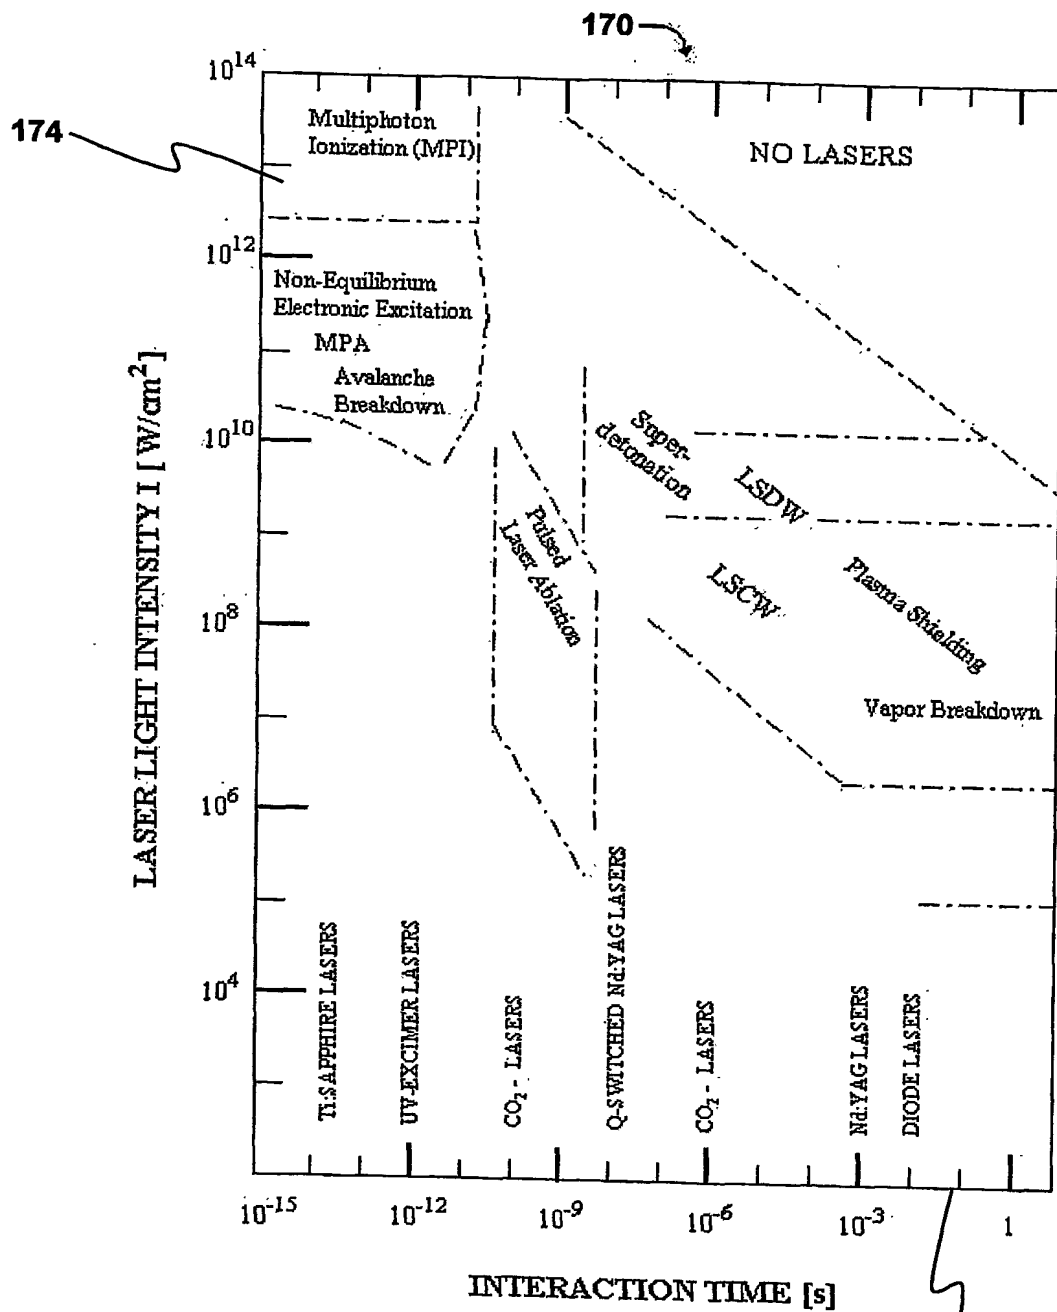 170
10^14
174
Multiphoton
Ionization (MPI)
NO LASERS
10^12
Non-Equilibrium
Electronic Excitation
MPA
Avalanche
Breakdown
10^10
Super-
detonation
LSDW
Pulsed
Laser Ablation
LSCW
Plasma Shielding
10^8
Vapor Breakdown
10^6
10^4
LASER LIGHT INTENSITY I [ W/cm^2]
Ti:SAPPHIRE LASERS
UV-EXCIMER LASERS
CO₂ - LASERS
Q-SWITCHED Nd:YAG LASERS
CO₂ - LASERS
Nd:YAG LASERS
DIODE LASERS
10^-15 10^-12 10^-9 10^-6 10^-3 1
INTERACTION TIME [s]